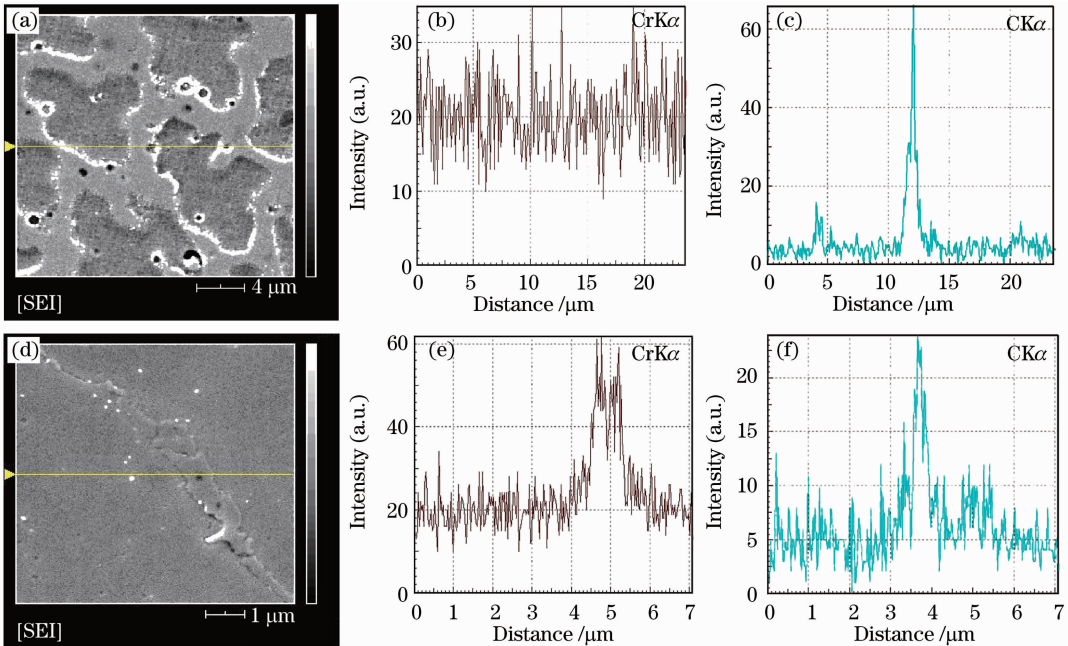 (a)
4 μm
[SEI]
(b)
CrKα
Intensity (a.u.)
30
20
10
0
0 5 10 15 20
Distance /μm
(c)
CKα
Intensity (a.u.)
60
40
20
0
0 5 10 15 20
Distance /μm
(d)
1 μm
[SEI]
(e)
CrKα
Intensity (a.u.)
60
40
20
0
0 1 2 3 4 5 6 7
Distance /μm
(f)
CKα
Intensity (a.u.)
20
15
10
5
0
0 1 2 3 4 5 6 7
Distance /μm